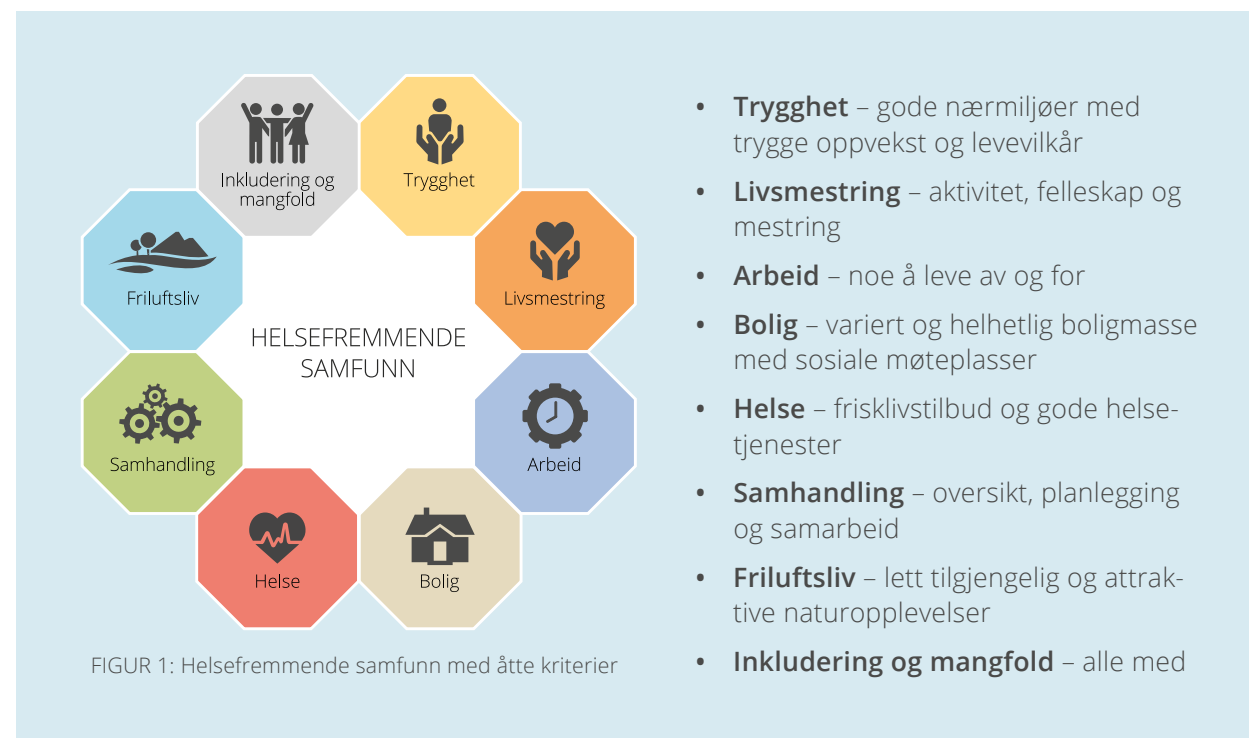 Inkludering og
mangfold
Trygghet
Friluftsliv
Livsmestring
HELSEFREMMENDE
SAMFUNN
Samhandling
Arbeid
Helse
Bolig
FIGUR 1: Helsefremmende samfunn med åtte kriterier
• Trygghet – gode nærmiljøer med
trygge oppvekst og levevilkår
• Livsmestring – aktivitet, felleskap og
mestring
• Arbeid – noe å leve av og for
• Bolig – variert og helhetlig boligmasse
med sosiale møteplasser
• Helse – frisklivstilbud og gode helse-
tjenester
• Samhandling – oversikt, planlegging
og samarbeid
• Friluftsliv – lett tilgjengelig og attrak-
tive naturopplevelser
• Inkludering og mangfold – alle med